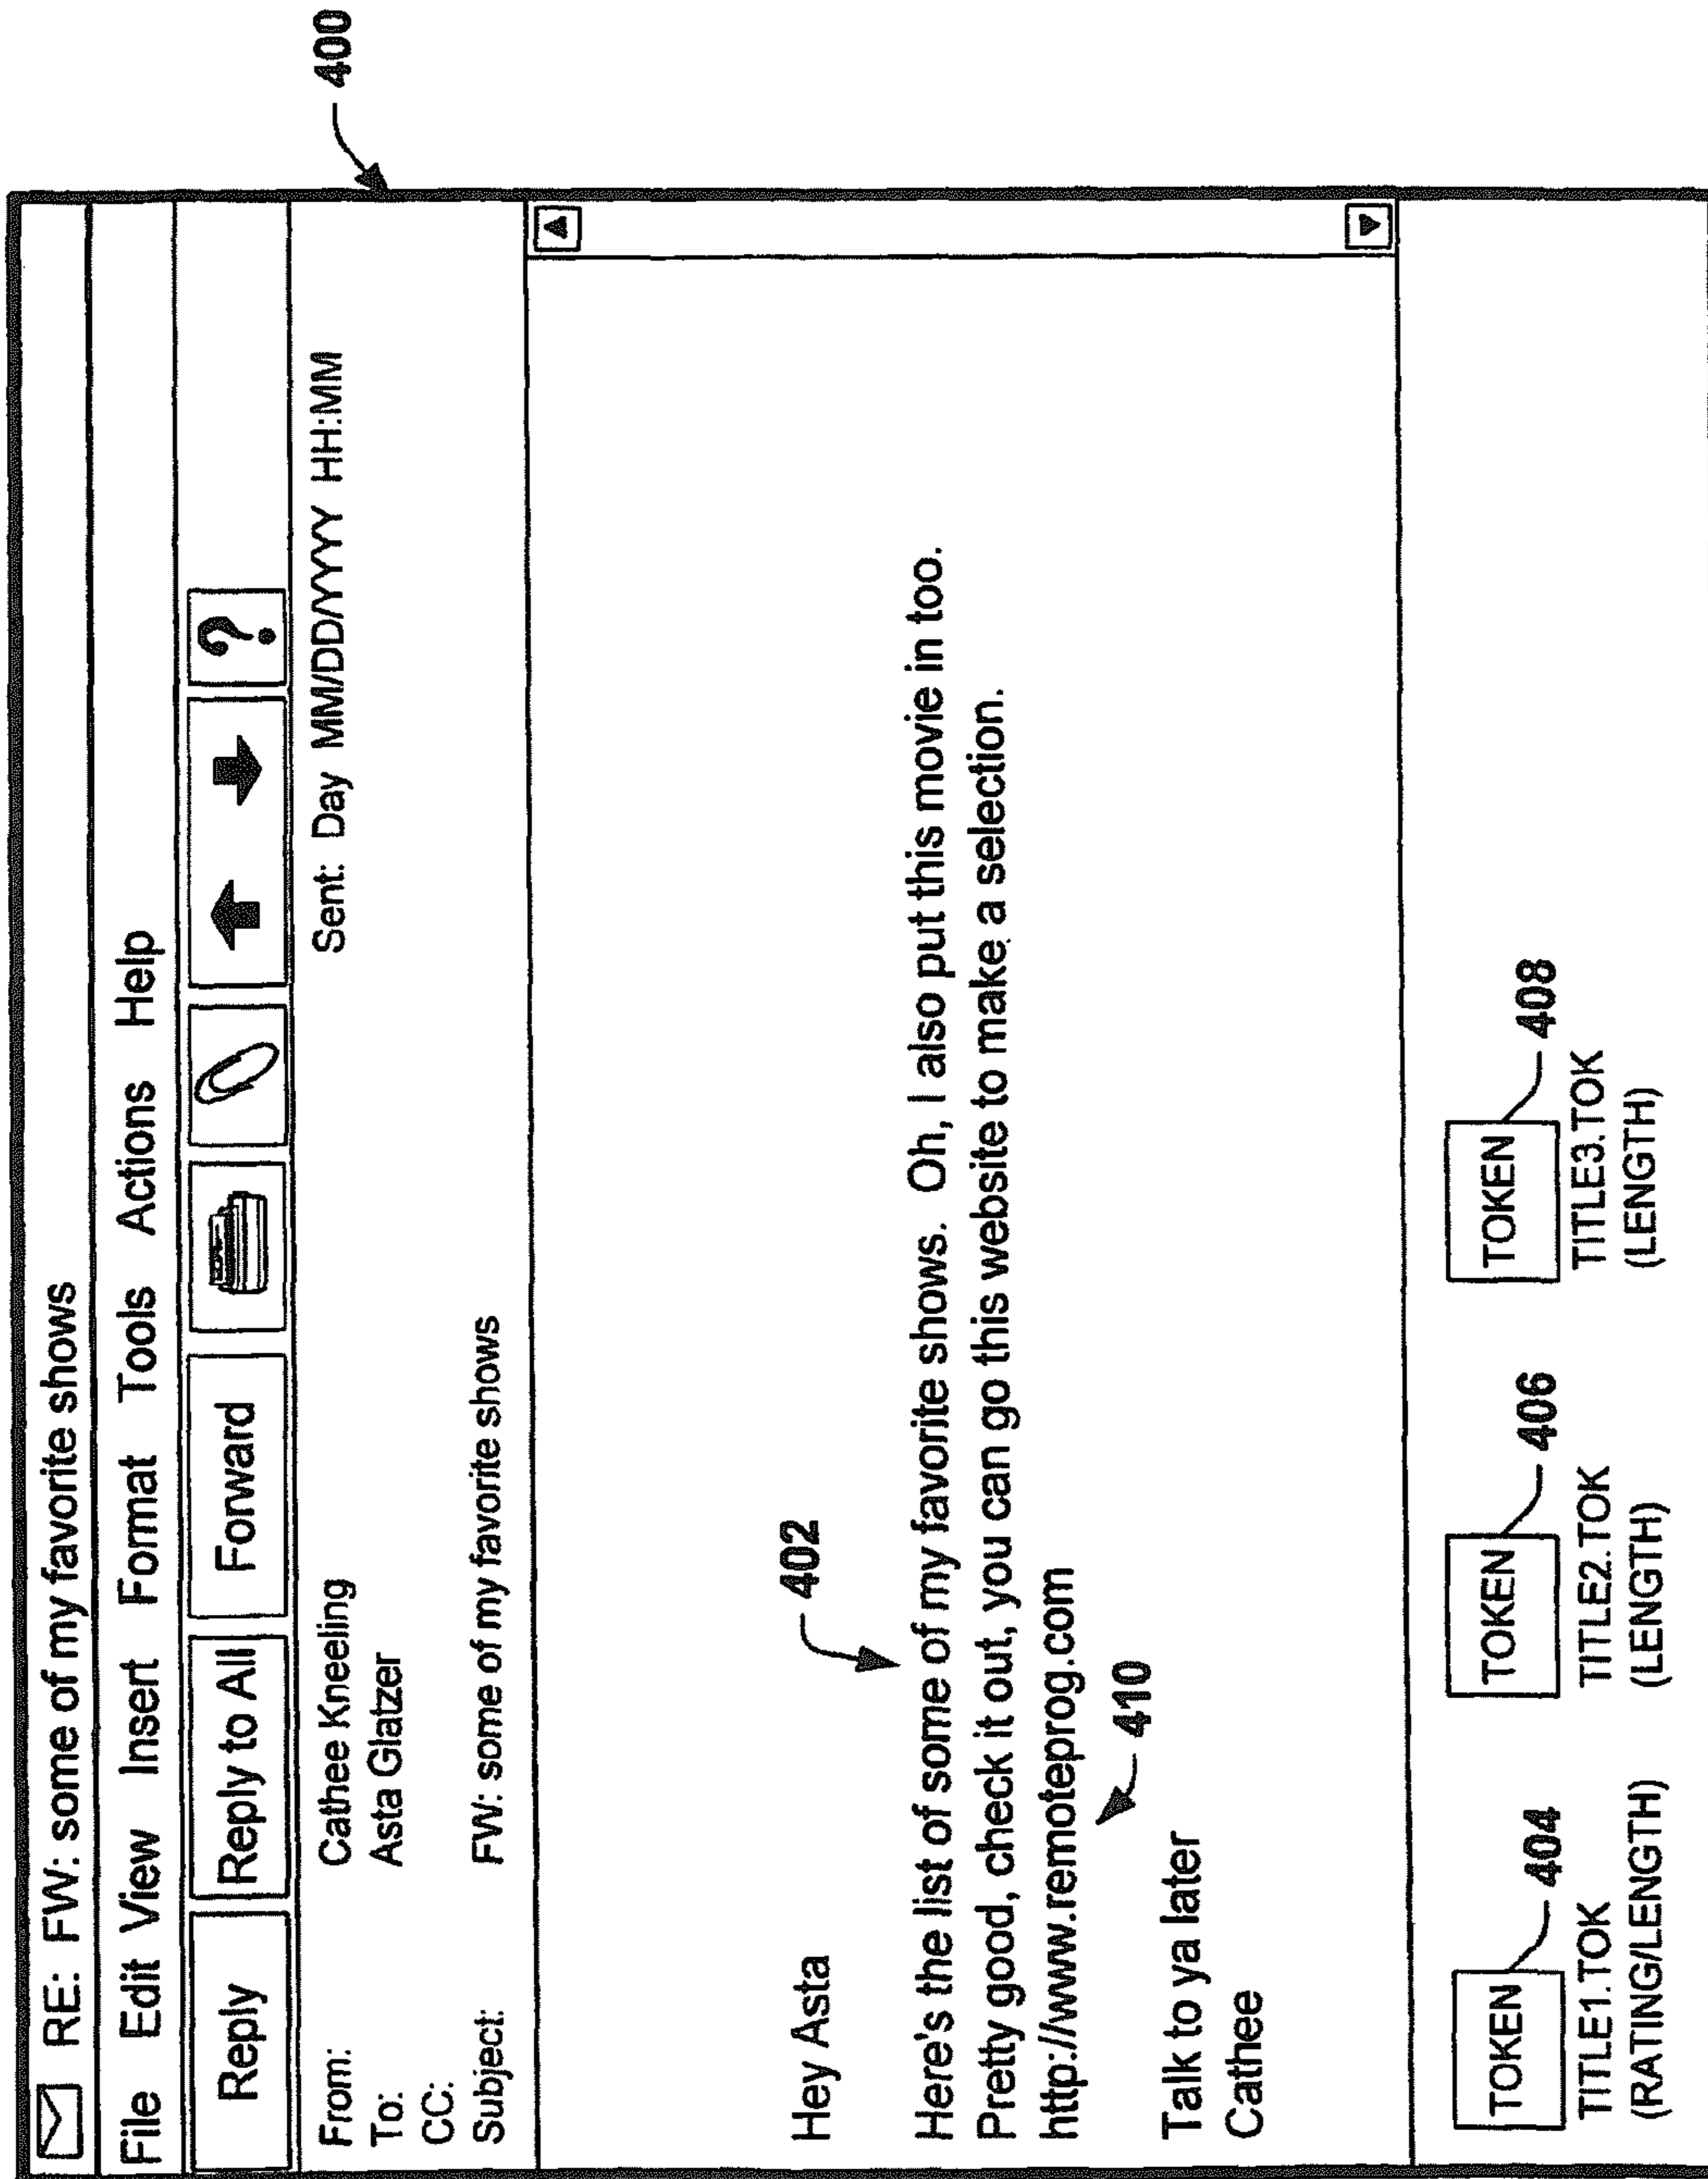 RE: FW: some of my favorite shows
File Edit View Insert Format Tools Actions Help
Reply Reply to All Forward ?
From: Cathee Kneeling Sent: Day MM/DD/YYYY HH:MM
To: Asta Glatzer
CC:
Subject: FW: some of my favorite shows
400
Hey Asta
402
Here's the list of some of my favorite shows. Oh, I also put this movie in too.
Pretty good, check it out, you can go this website to make a selection.
http://www.remoteprog.com
410
Talk to ya later
Cathee
TOKEN 404 TOKEN 406 TOKEN 408
TITLE1.TOK TITLE2.TOK TITLE3.TOK
(RATING/LENGTH) (LENGTH) (LENGTH)